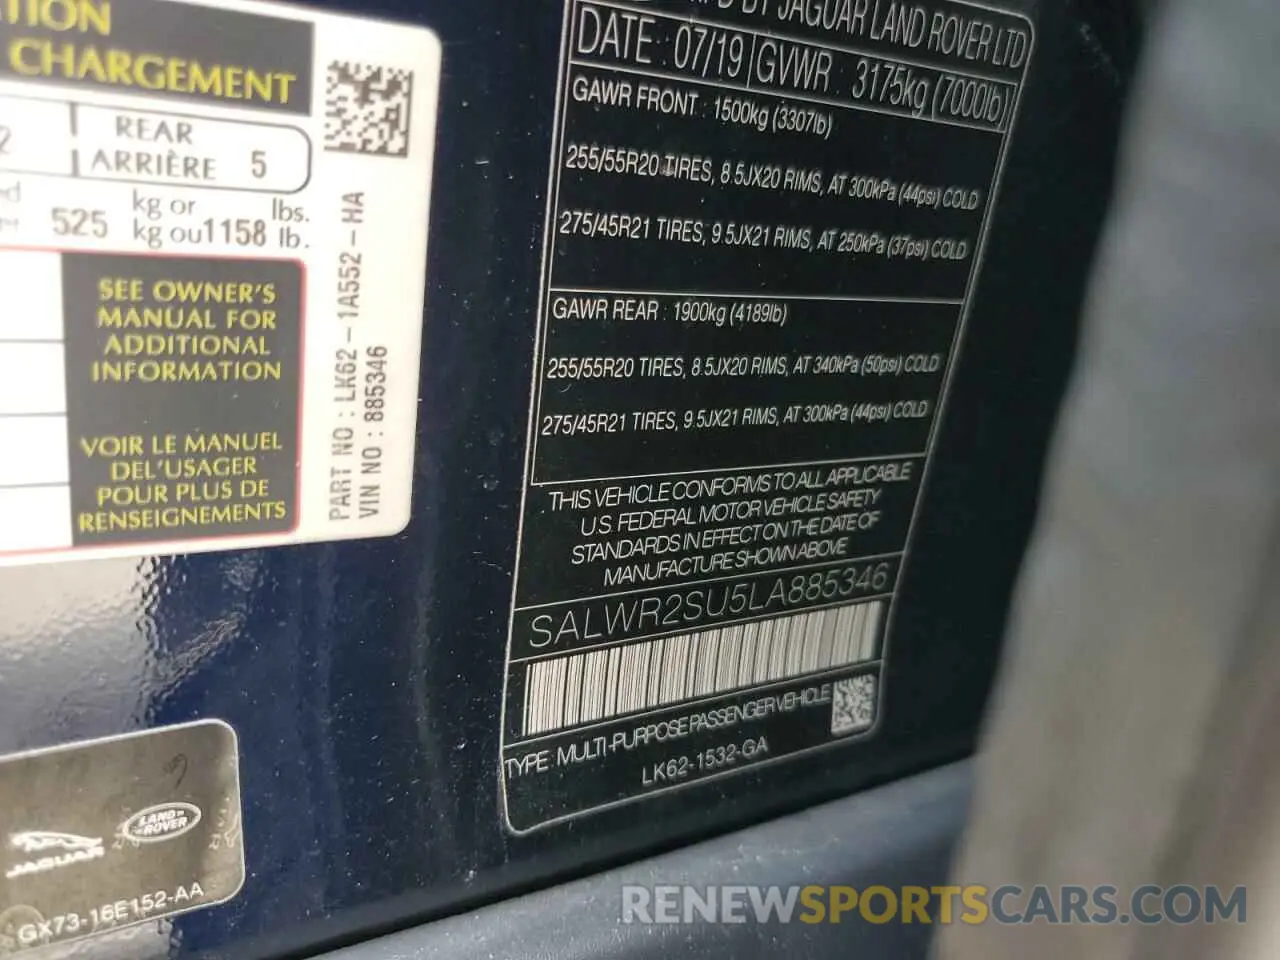 TION
CHARGEMENT
2 REAR
ARRIÈRE 5
525 kg or lbs.
kg ou 1158 lb.
SEE OWNER'S
MANUAL FOR
ADDITIONAL
INFORMATION
VOIR LE MANUEL
DEL'USAGER
POUR PLUS DE
RENSEIGNEMENTS
PART NO : LK62-1A552-HA
VIN NO : 885346
BY JAGUAR LAND ROVER LTD
DATE : 07/19 GVWR : 3175kg (7000lb)
GAWR FRONT : 1500kg (3307lb)
255/55R20 TIRES, 8.5JX20 RIMS, AT 300kPa (44psi) COLD
275/45R21 TIRES, 9.5JX21 RIMS, AT 250kPa (37psi) COLD
GAWR REAR : 1900kg (4189lb)
255/55R20 TIRES, 8.5JX20 RIMS, AT 340kPa (50psi) COLD
275/45R21 TIRES, 9.5JX21 RIMS, AT 300kPa (44psi) COLD
THIS VEHICLE CONFORMS TO ALL APPLICABLE
U.S. FEDERAL MOTOR VEHICLE SAFETY
STANDARDS IN EFFECT ON THE DATE OF
MANUFACTURE SHOWN ABOVE
SALWR2SU5LA885346
TYPE: MULTI-PURPOSE PASSENGER VEHICLE
LK62-1532-GA
JAGUAR
LAND ROVER
GX73-16E152-AA
RENEWSPORTSCARS.COM